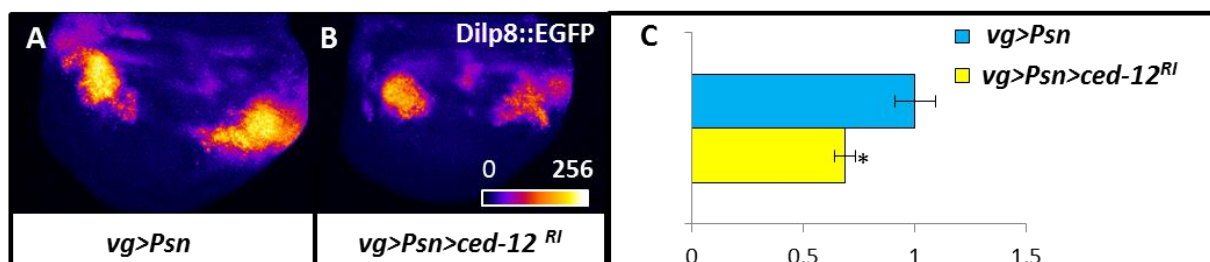 A
B
Dilp8::EGFP
0 256
vg>Psn
vg>Psn>ced-12 RI
C
vg>Psn
vg>Psn>ced-12RI
*
0 0.5 1 1.5